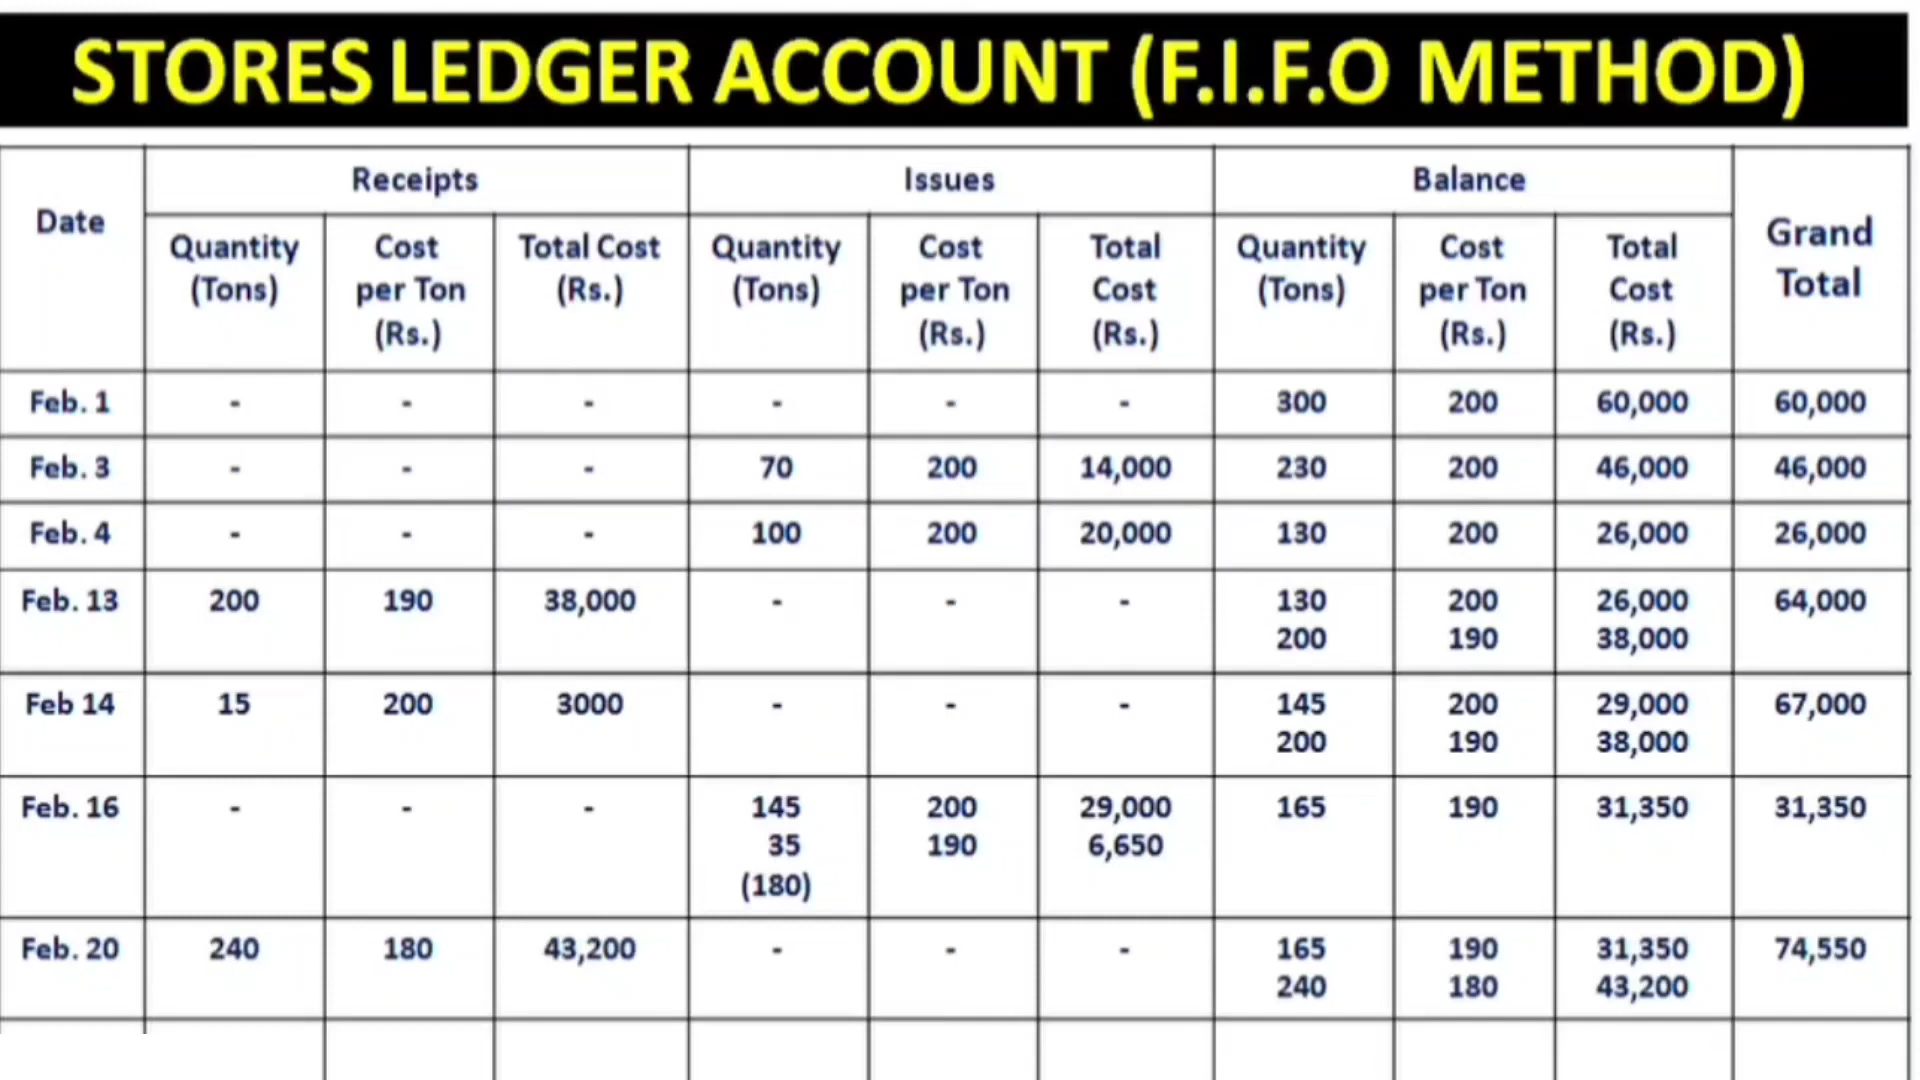 STORES LEDGER ACCOUNT (F.I.F.O METHOD)
Date Receipts Issues Balance Grand Total
Quantity (Tons) Cost per Ton (Rs.) Total Cost (Rs.) Quantity (Tons) Cost per Ton (Rs.) Total Cost (Rs.) Quantity (Tons) Cost per Ton (Rs.) Total Cost (Rs.)
Feb. 1 - - - - - - 300 200 60,000 60,000
Feb. 3 - - - 70 200 14,000 230 200 46,000 46,000
Feb. 4 - - - 100 200 20,000 130 200 26,000 26,000
Feb. 13 200 190 38,000 - - - 130 200 26,000 64,000
200 190 38,000
Feb 14 15 200 3000 - - - 145 200 29,000 67,000
200 190 38,000
Feb. 16 - - - 145 200 29,000 165 190 31,350 31,350
35 190 6,650
(180)
Feb. 20 240 180 43,200 - - - 165 190 31,350 74,550
240 180 43,200